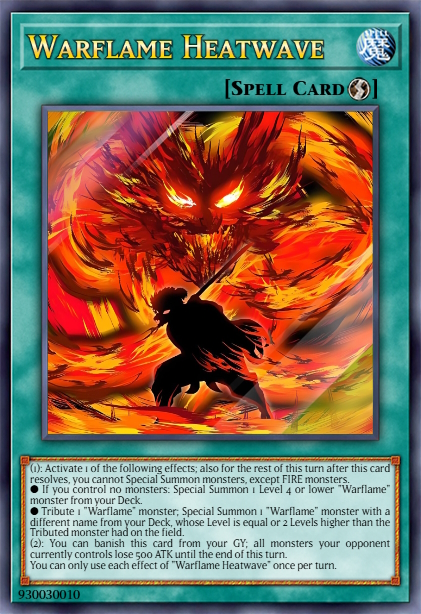 Warflame Heatwave
魔
[Spell Card]
(1): Activate 1 of the following effects; also for the rest of this turn after this card
resolves, you cannot Special Summon monsters, except FIRE monsters.
● If you control no monsters: Special Summon 1 Level 4 or lower "Warflame"
monster from your Deck.
● Tribute 1 "Warflame" monster; Special Summon 1 "Warflame" monster with a
different name from your Deck, whose Level is equal or 2 Levels higher than the
Tributed monster had on the field.
(2): You can banish this card from your GY; all monsters your opponent
currently controls lose 500 ATK until the end of this turn.
You can only use each effect of "Warflame Heatwave" once per turn.
930030010